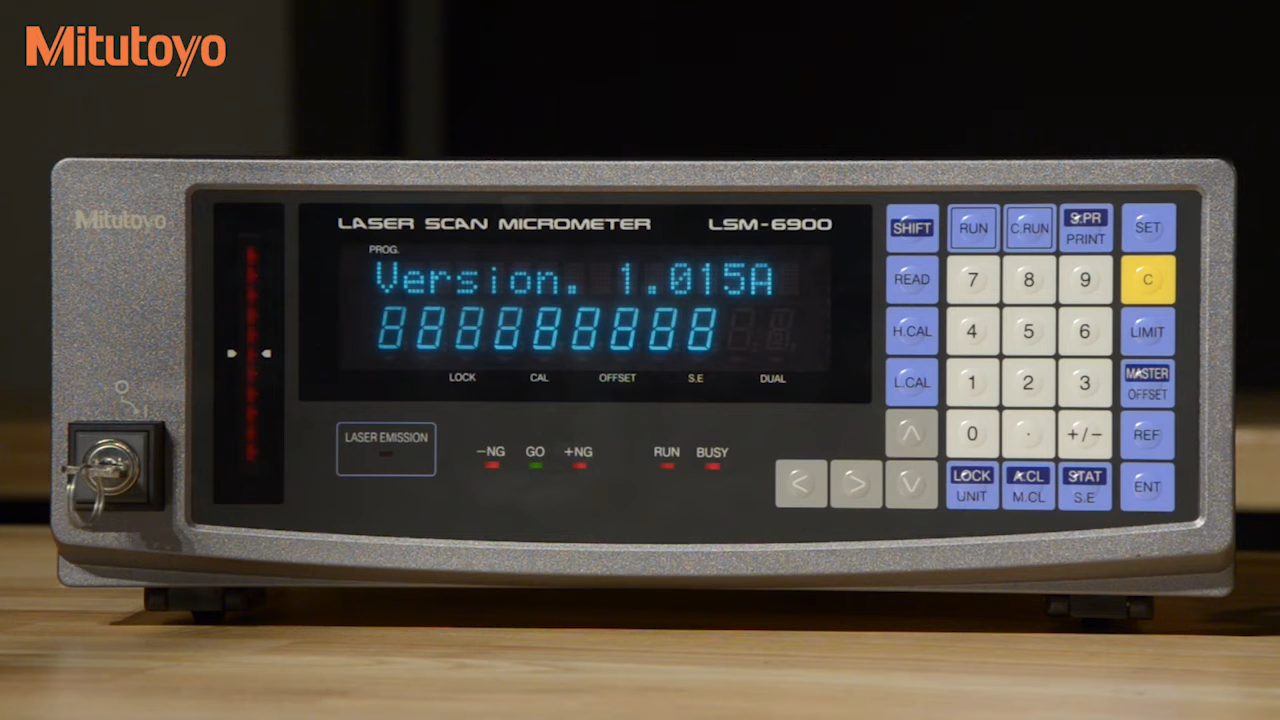 Mitutoyo
Mitutoyo
LASER SCAN MICROMETER LSM-6900
PROG.
Version. 1.015A
888888888
LOCK CAL OFFSET S.E DUAL
LASER EMISSION
-NG GO +NG RUN BUSY
SHIFT RUN C.RUN S.PR PRINT SET
READ 7 8 9 C
H.CAL 4 5 6 LIMIT
L.CAL 1 2 3 MASTER OFFSET
∧ 0 . +/− REF
< > ∨ LOCK UNIT A.CL M.CL STAT S.E ENT